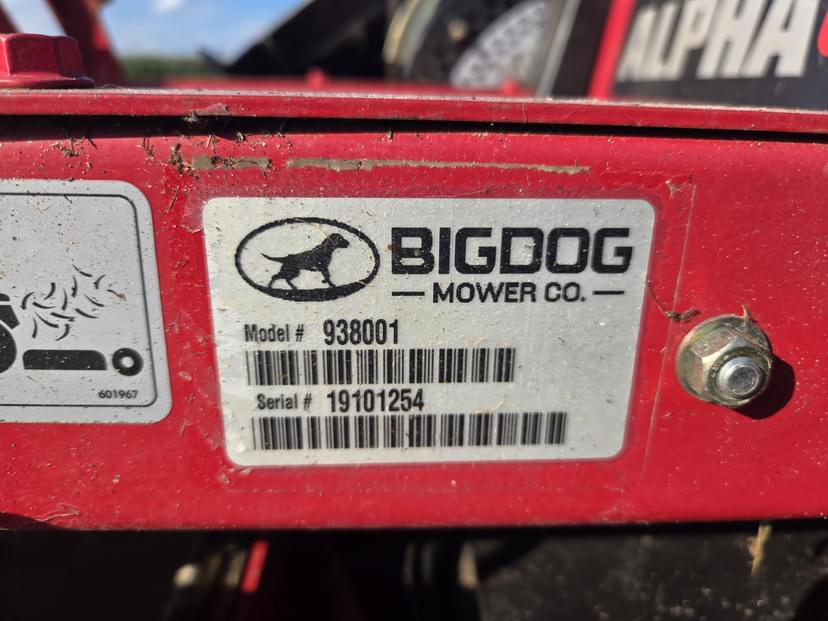 ALPHA
BIGDOG
— MOWER CO. —
Model # 938001
Serial # 19101254
601967